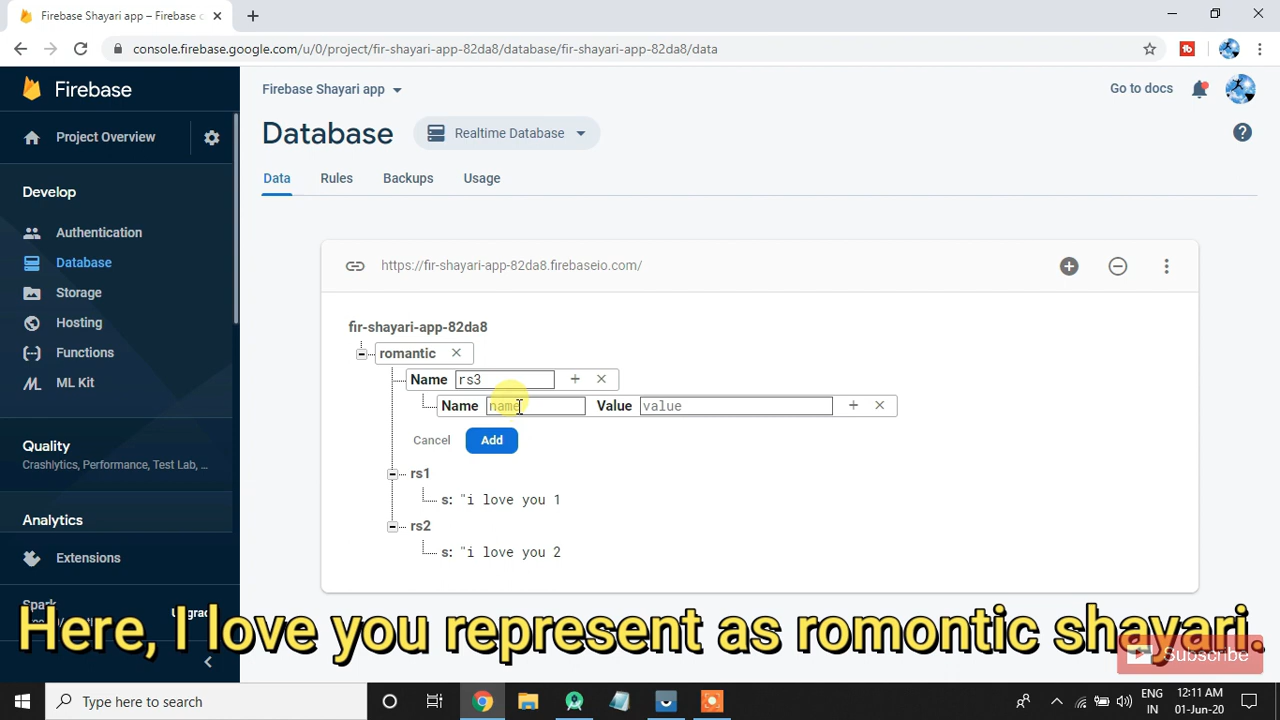 Firebase Shayari app – Firebase c
console.firebase.google.com/u/0/project/fir-shayari-app-82da8/database/fir-shayari-app-82da8/data
Firebase
Firebase Shayari app
Go to docs
Project Overview
Database
Realtime Database
Develop
Data
Rules
Backups
Usage
Authentication
Database
Storage
Hosting
Functions
ML Kit
https://fir-shayari-app-82da8.firebaseio.com/
fir-shayari-app-82da8
romantic
Name rs3
Name name Value value
Cancel Add
rs1
s: "i love you 1
rs2
s: "i love you 2
Quality
Crashlytics, Performance, Test Lab, ...
Analytics
Extensions
Spark
Here, I love you represent as romontic shayari.
Subscribe
Type here to search
ENG
IN
12:11 AM
01-Jun-20